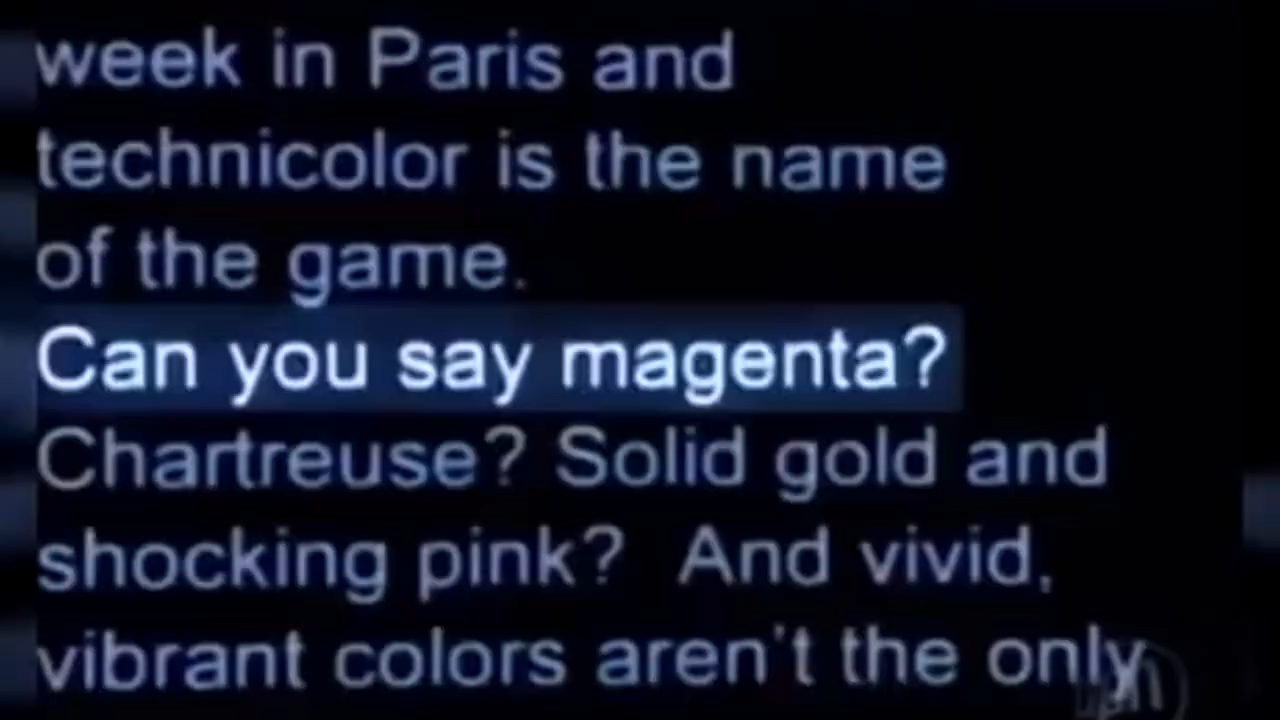 week in Paris and
technicolor is the name
of the game.
Can you say magenta?
Chartreuse? Solid gold and
shocking pink?  And vivid,
vibrant colors aren't the only